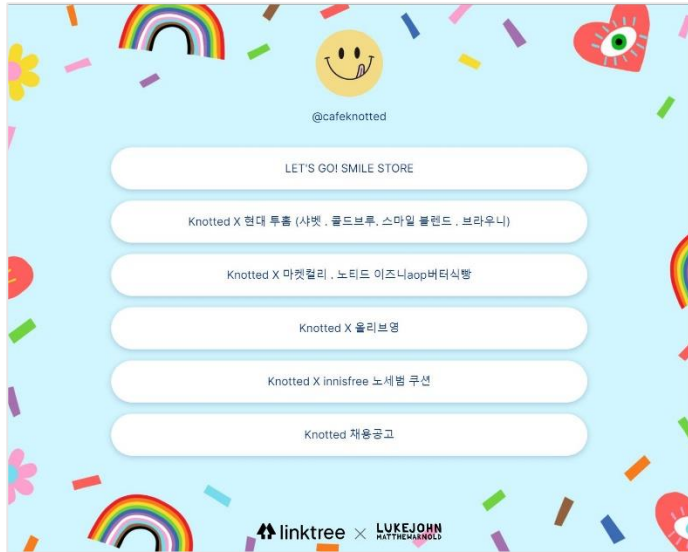 @cafeknotted
LET'S GO! SMILE STORE
Knotted X 현대 투홈 (샤벳 , 콜드브루, 스마일 블렌드 , 브라우니)
Knotted X 마켓컬리 , 노티드 이즈니aop버터식빵
Knotted X 올리브영
Knotted X innisfree 노세범 쿠션
Knotted 채용공고
linktree × LUKEJOHN
MATTHEWARNOLD